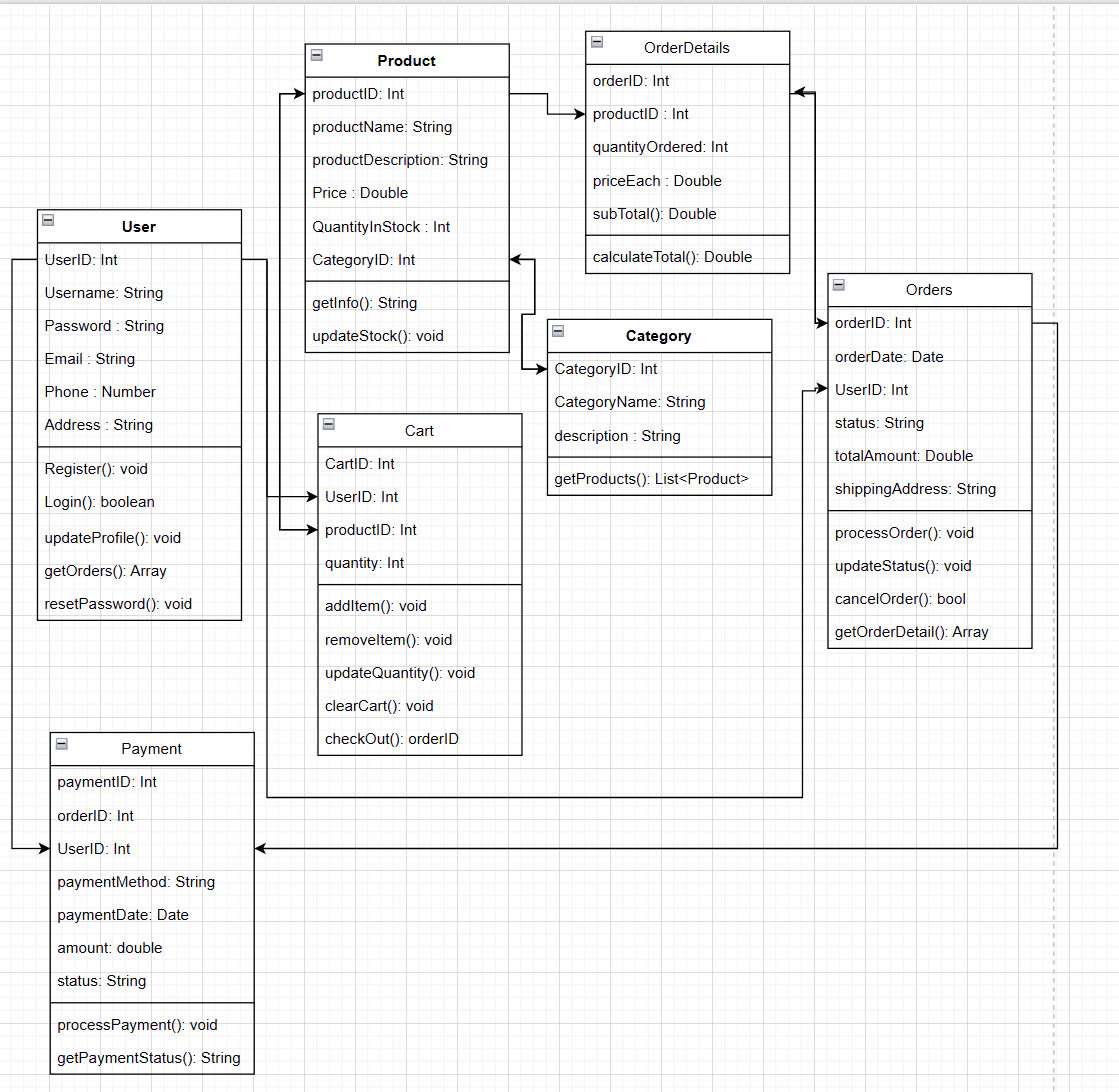 Product
productID: Int
productName: String
productDescription: String
Price : Double
QuantityInStock : Int
CategoryID: Int
getInfo(): String
updateStock(): void
OrderDetails
orderID: Int
productID : Int
quantityOrdered: Int
priceEach : Double
subTotal(): Double
calculateTotal(): Double
User
UserID: Int
Username: String
Password : String
Email : String
Phone : Number
Address : String
Register(): void
Login(): boolean
updateProfile(): void
getOrders(): Array
resetPassword(): void
Category
CategoryID: Int
CategoryName: String
description : String
getProducts(): List<Product>
Orders
orderID: Int
orderDate: Date
UserID: Int
status: String
totalAmount: Double
shippingAddress: String
processOrder(): void
updateStatus(): void
cancelOrder(): bool
getOrderDetail(): Array
Cart
CartID: Int
UserID: Int
productID: Int
quantity: Int
addItem(): void
removeItem(): void
updateQuantity(): void
clearCart(): void
checkOut(): orderID
Payment
paymentID: Int
orderID: Int
UserID: Int
paymentMethod: String
paymentDate: Date
amount: double
status: String
processPayment(): void
getPaymentStatus(): String